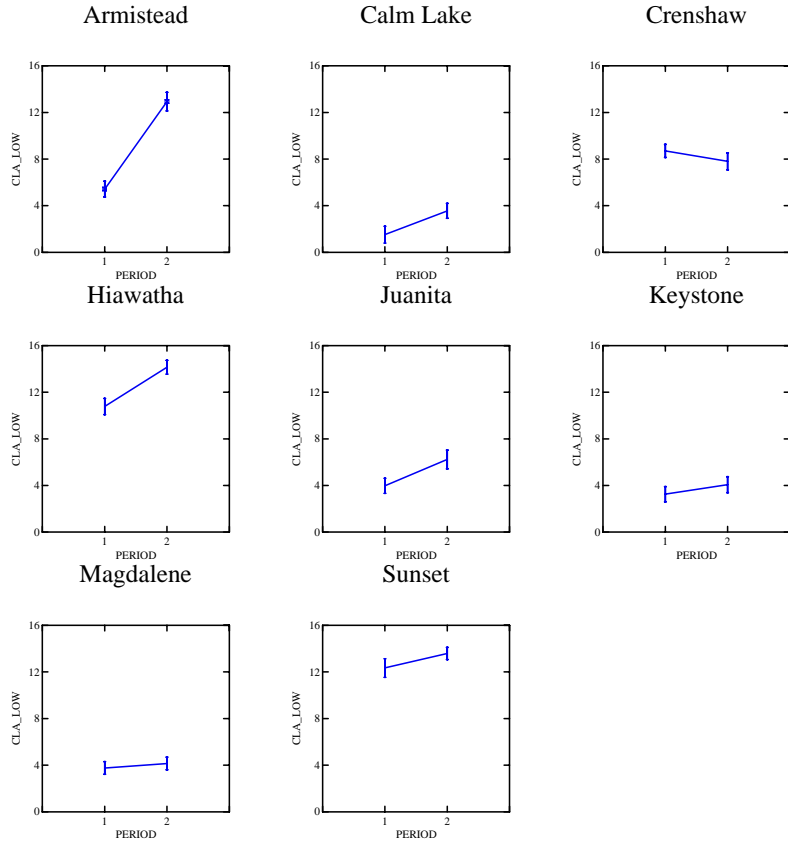 Armistead Calm Lake Crenshaw
16 16 16
12 12 12
CLA_LOW CLA_LOW CLA_LOW
8 8 8
4 4 4
0 0 0
1 2 1 2 1 2
PERIOD PERIOD PERIOD
Hiawatha Juanita Keystone
16 16 16
12 12 12
CLA_LOW CLA_LOW CLA_LOW
8 8 8
4 4 4
0 0 0
1 2 1 2 1 2
PERIOD PERIOD PERIOD
Magdalene Sunset
16 16
12 12
CLA_LOW CLA_LOW
8 8
4 4
0 0
1 2 1 2
PERIOD PERIOD